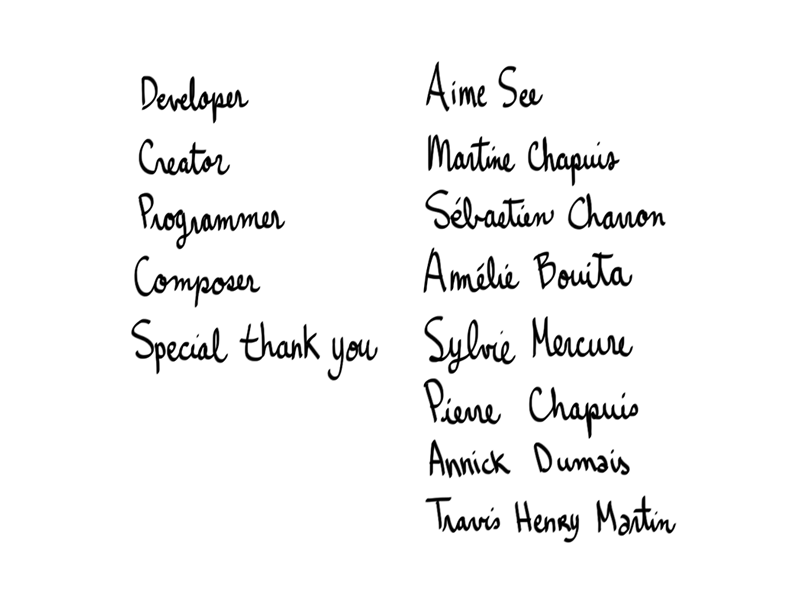 Developer Aime See
Creator Martine Chapuis
Programmer Sébastien Charron
Composer Amélie Bouita
Special thank you Sylvie Mercure
Pierre Chapuis
Annick Dumais
Travis Henry Martin